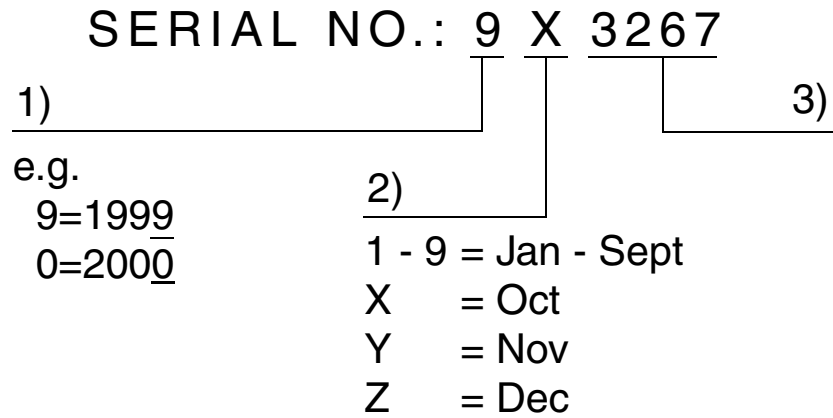 SERIAL NO.: 9 X 3267
1)
3)
e.g.
9=1999
0=2000
2)
1 - 9 = Jan - Sept
X = Oct
Y = Nov
Z = Dec